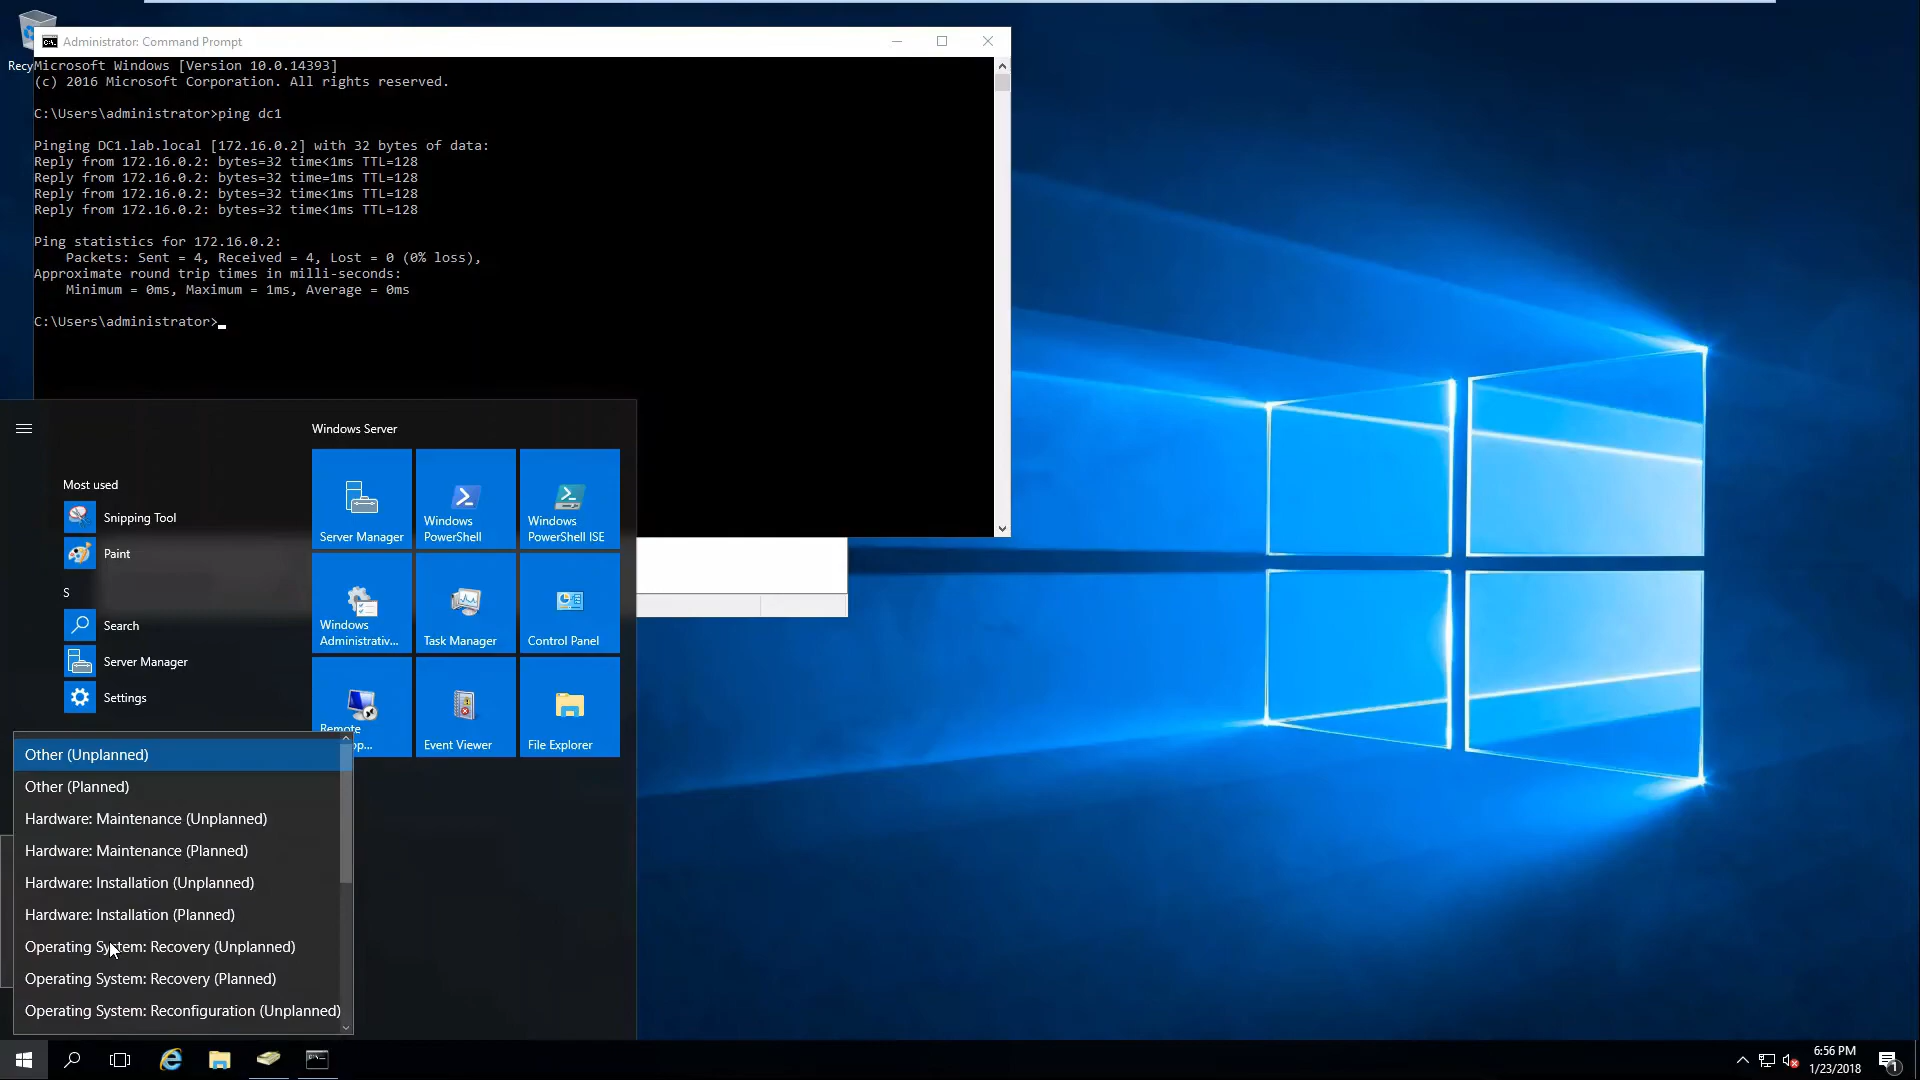 Recy
Administrator: Command Prompt
Microsoft Windows [Version 10.0.14393]
(c) 2016 Microsoft Corporation. All rights reserved.
C:\Users\administrator>ping dc1
Pinging DC1.lab.local [172.16.0.2] with 32 bytes of data:
Reply from 172.16.0.2: bytes=32 time<1ms TTL=128
Reply from 172.16.0.2: bytes=32 time=1ms TTL=128
Reply from 172.16.0.2: bytes=32 time<1ms TTL=128
Reply from 172.16.0.2: bytes=32 time<1ms TTL=128
Ping statistics for 172.16.0.2:
Packets: Sent = 4, Received = 4, Lost = 0 (0% loss),
Approximate round trip times in milli-seconds:
Minimum = 0ms, Maximum = 1ms, Average = 0ms
C:\Users\administrator>
Most used
Snipping Tool
Paint
S
Search
Server Manager
Settings
Windows Server
Server Manager
Windows
PowerShell
Windows
PowerShell ISE
Windows
Administrativ...
Task Manager
Control Panel
Remote
p...
Event Viewer
File Explorer
Other (Unplanned)
Other (Planned)
Hardware: Maintenance (Unplanned)
Hardware: Maintenance (Planned)
Hardware: Installation (Unplanned)
Hardware: Installation (Planned)
Operating System: Recovery (Unplanned)
Operating System: Recovery (Planned)
Operating System: Reconfiguration (Unplanned)
6:56 PM
1/23/2018
1